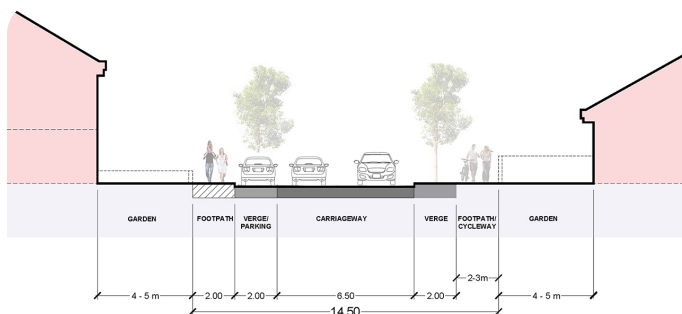 GARDEN
FOOTPATH
VERGE/
PARKING
CARRIAGEWAY
VERGE
FOOTPATH/
CYCLEWAY
GARDEN
2-3m
4 - 5 m
2.00
2.00
6.50
2.00
4 - 5 m
14.50